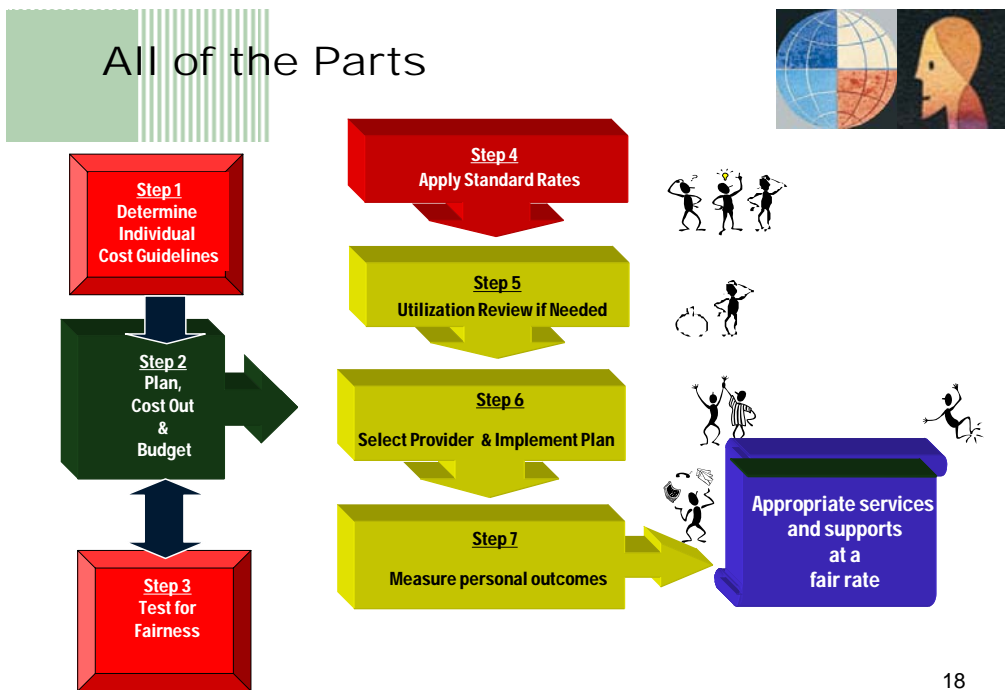 All of the Parts
Step 1
Determine
Individual
Cost Guidelines
Step 2
Plan,
Cost Out
&
Budget
Step 3
Test for
Fairness
Step 4
Apply Standard Rates
Step 5
Utilization Review if Needed
Step 6
Select Provider & Implement Plan
Step 7
Measure personal outcomes
Appropriate services
and supports
at a
fair rate
18